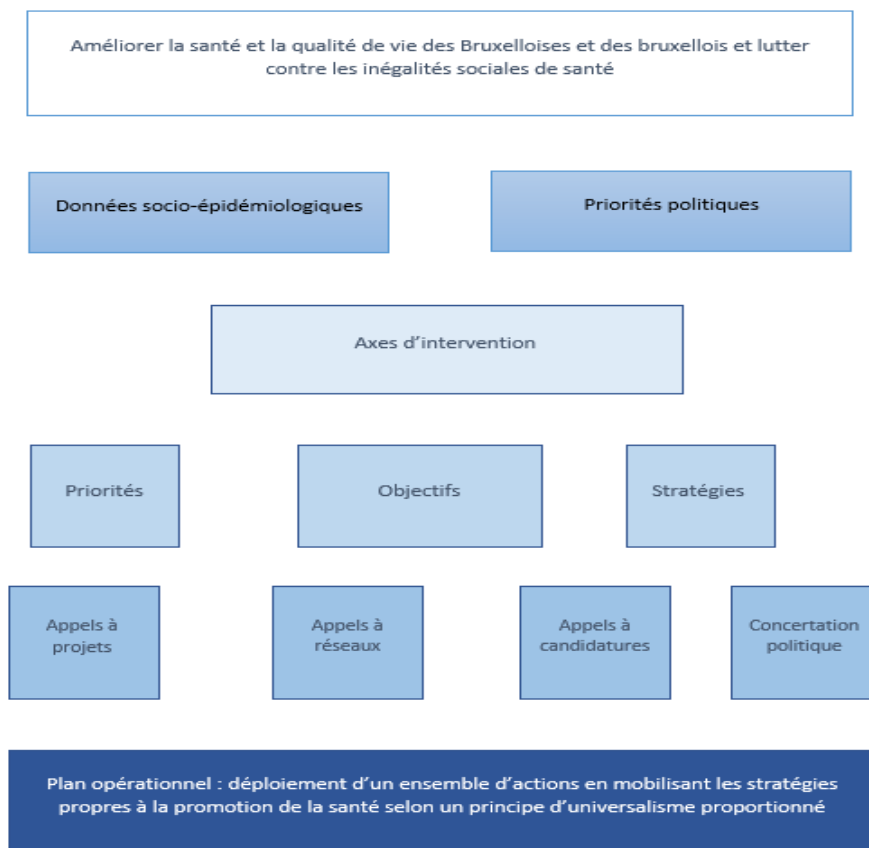 Améliorer la santé et la qualité de vie des Bruxelloises et des bruxellois et lutter
contre les inégalités sociales de santé
Données socio-épidémiologiques
Priorités politiques
Axes d'intervention
Priorités
Objectifs
Stratégies
Appels à
projets
Appels à
réseaux
Appels à
candidatures
Concertation
politique
Plan opérationnel : déploiement d'un ensemble d'actions en mobilisant les stratégies
propres à la promotion de la santé selon un principe d'universalisme proportionné